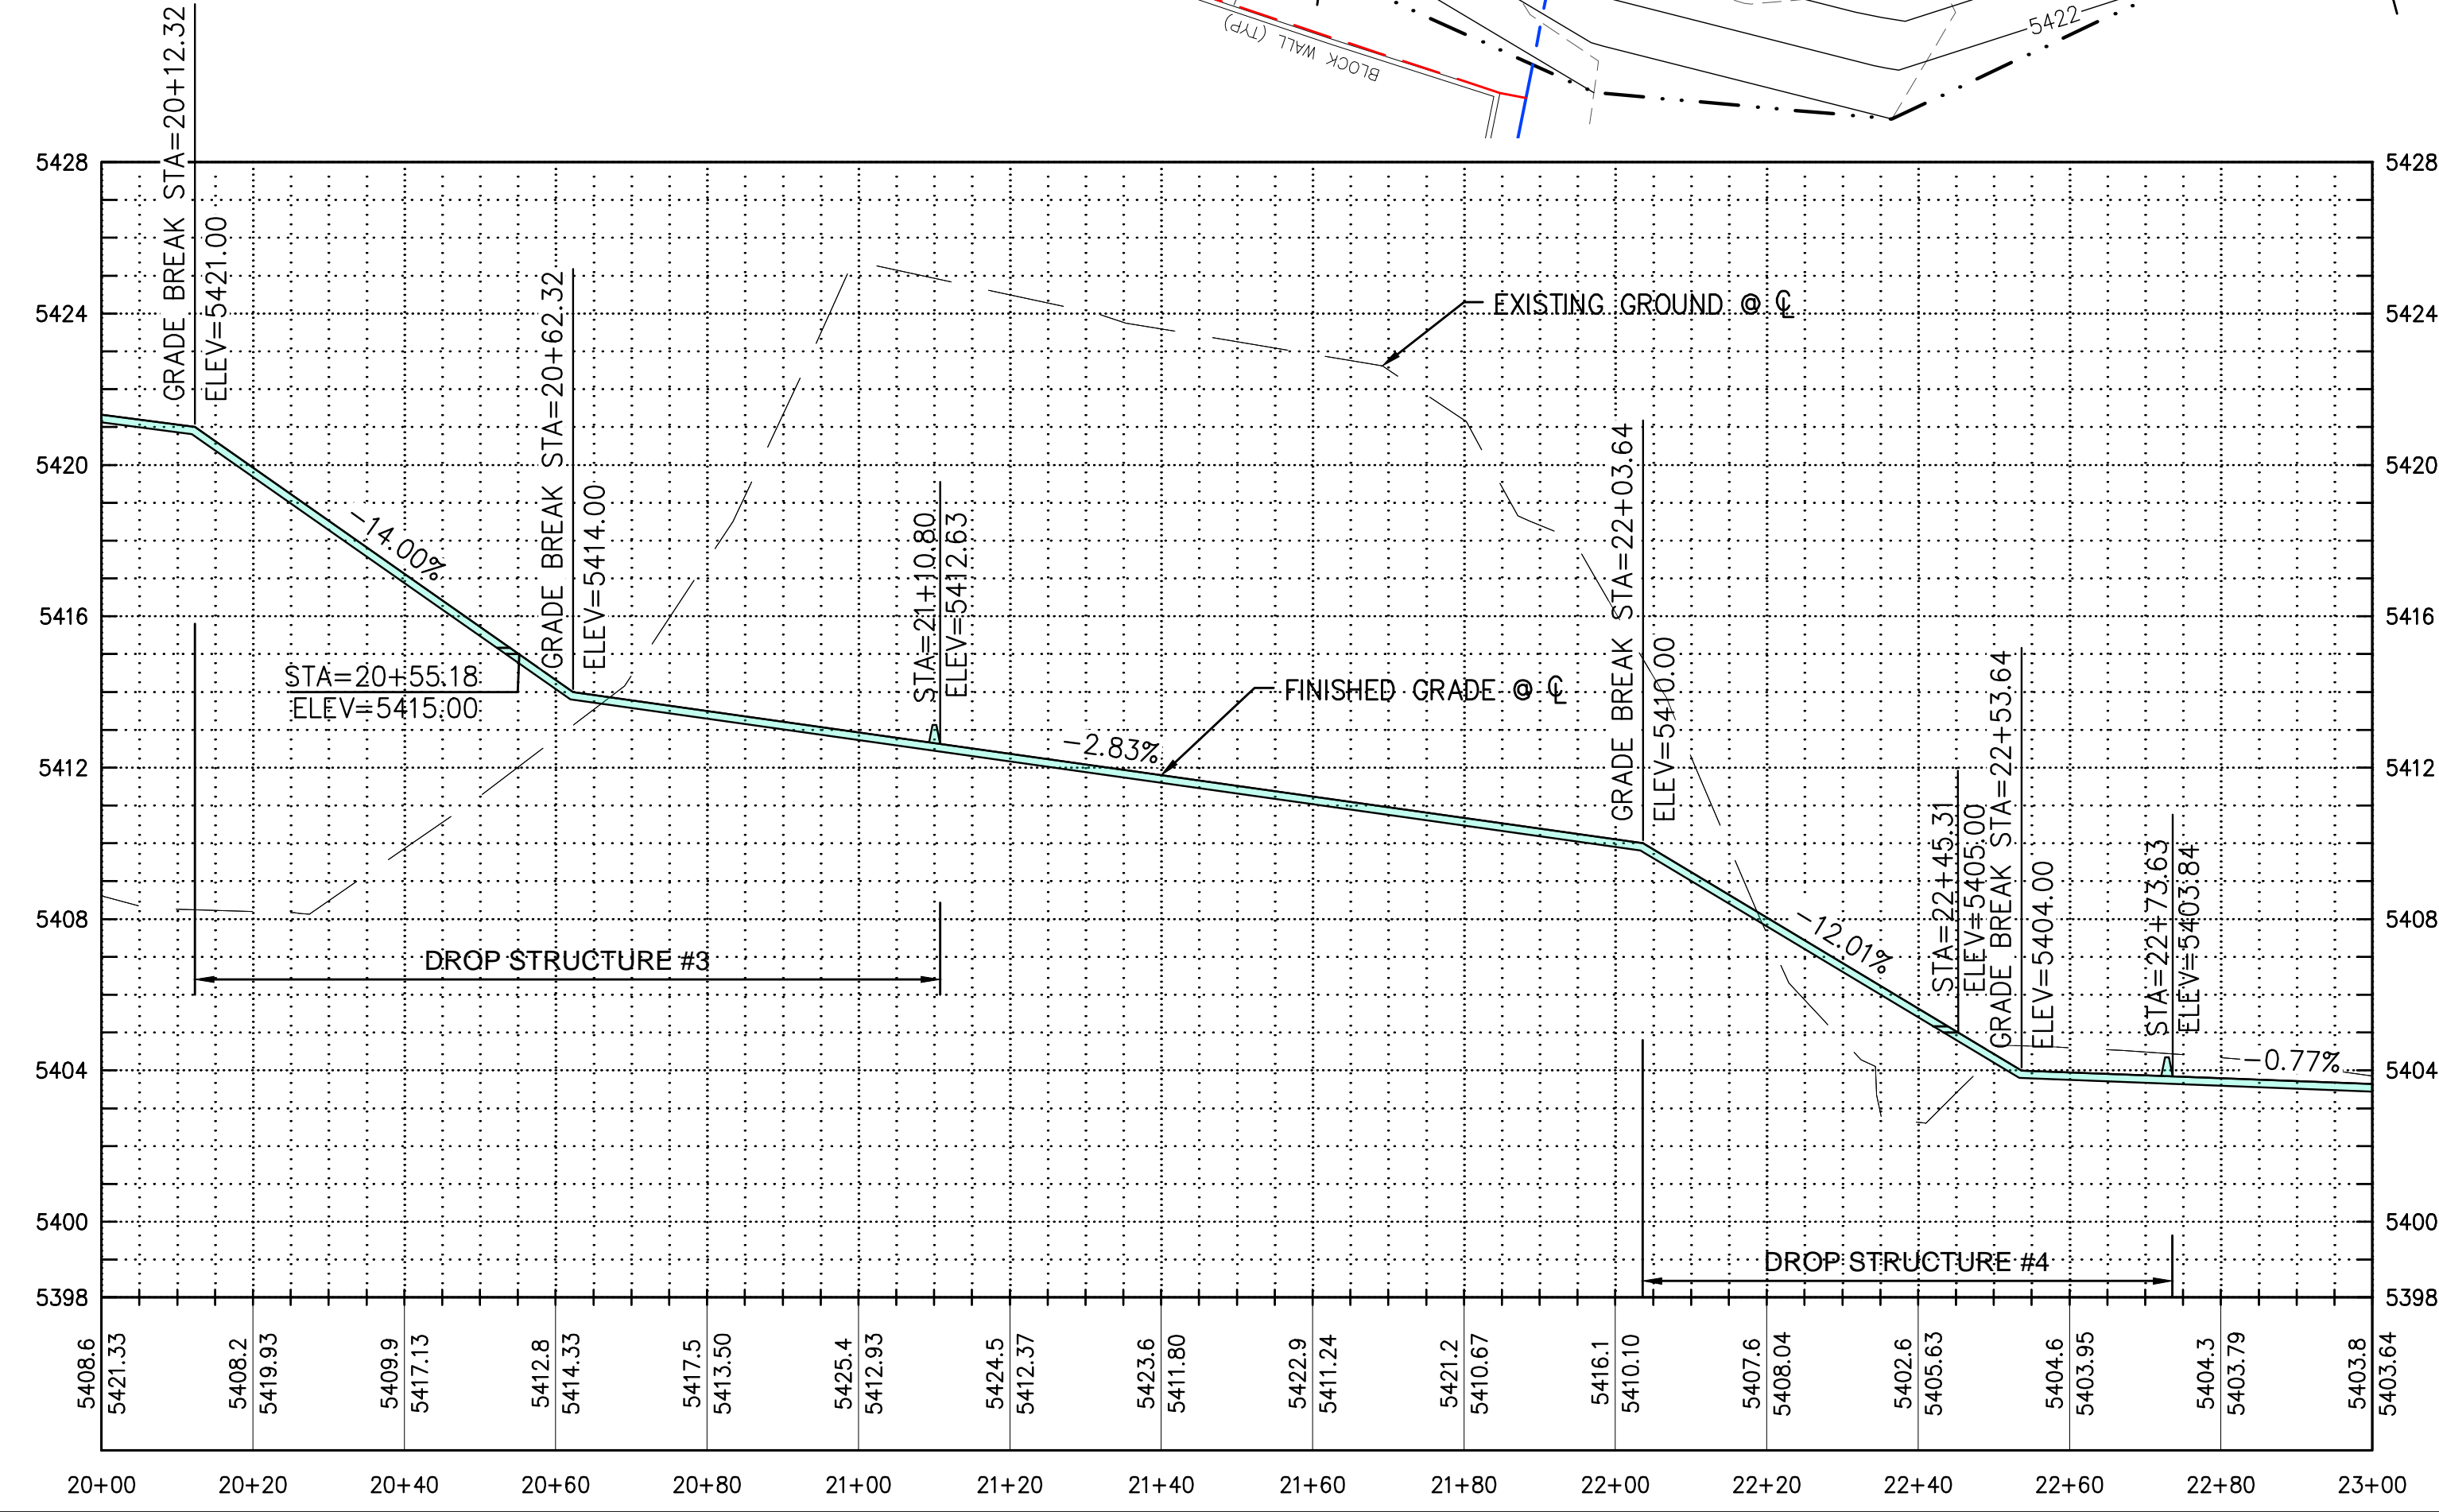 BLOCK WALL (TYP)
5422
GRADE BREAK STA=20+12.32
ELEV=5421.00
GRADE BREAK STA=20+62.32
ELEV=5414.00
STA=21+10.80
ELEV=5412.63
GRADE BREAK STA=22+03.64
ELEV=5410.00
STA=22+45.31
ELEV=5405.00
GRADE BREAK STA=22+53.64
ELEV=5404.00
STA=22+73.63
ELEV=5403.84
EXISTING GROUND @ ℄
FINISHED GRADE @ ℄
-14.00%
STA=20+55.18
ELEV=5415.00
-2.83%
-12.01%
-0.77%
DROP STRUCTURE #3
DROP STRUCTURE #4
5428
5424
5420
5416
5412
5408
5404
5400
5398
5428
5424
5420
5416
5412
5408
5404
5400
5398
5408.6
5421.33
5408.2
5419.93
5409.9
5417.13
5412.8
5414.33
5417.5
5413.50
5425.4
5412.93
5424.5
5412.37
5423.6
5411.80
5422.9
5411.24
5421.2
5410.67
5416.1
5410.10
5407.6
5408.04
5402.6
5405.63
5404.6
5403.95
5404.3
5403.79
5403.8
5403.64
20+00 20+20 20+40 20+60 20+80 21+00 21+20 21+40 21+60 21+80 22+00 22+20 22+40 22+60 22+80 23+00